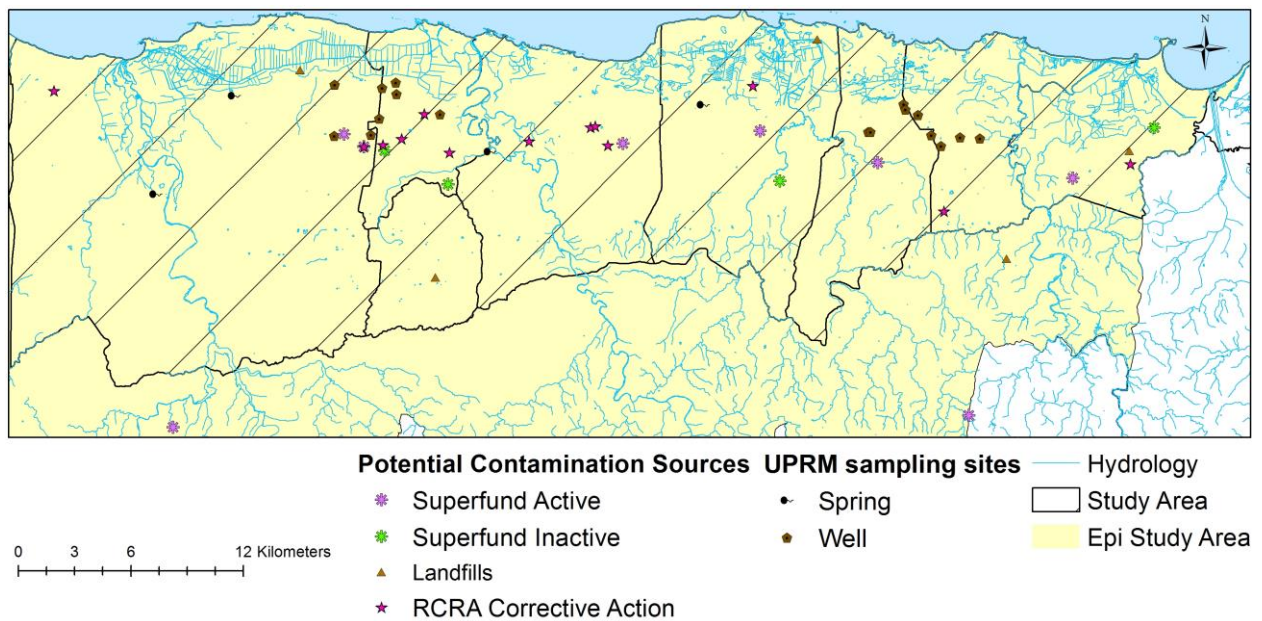 N
Potential Contamination Sources
Superfund Active
Superfund Inactive
Landfills
RCRA Corrective Action
UPRM sampling sites
Spring
Well
Hydrology
Study Area
Epi Study Area
0 3 6 12 Kilometers